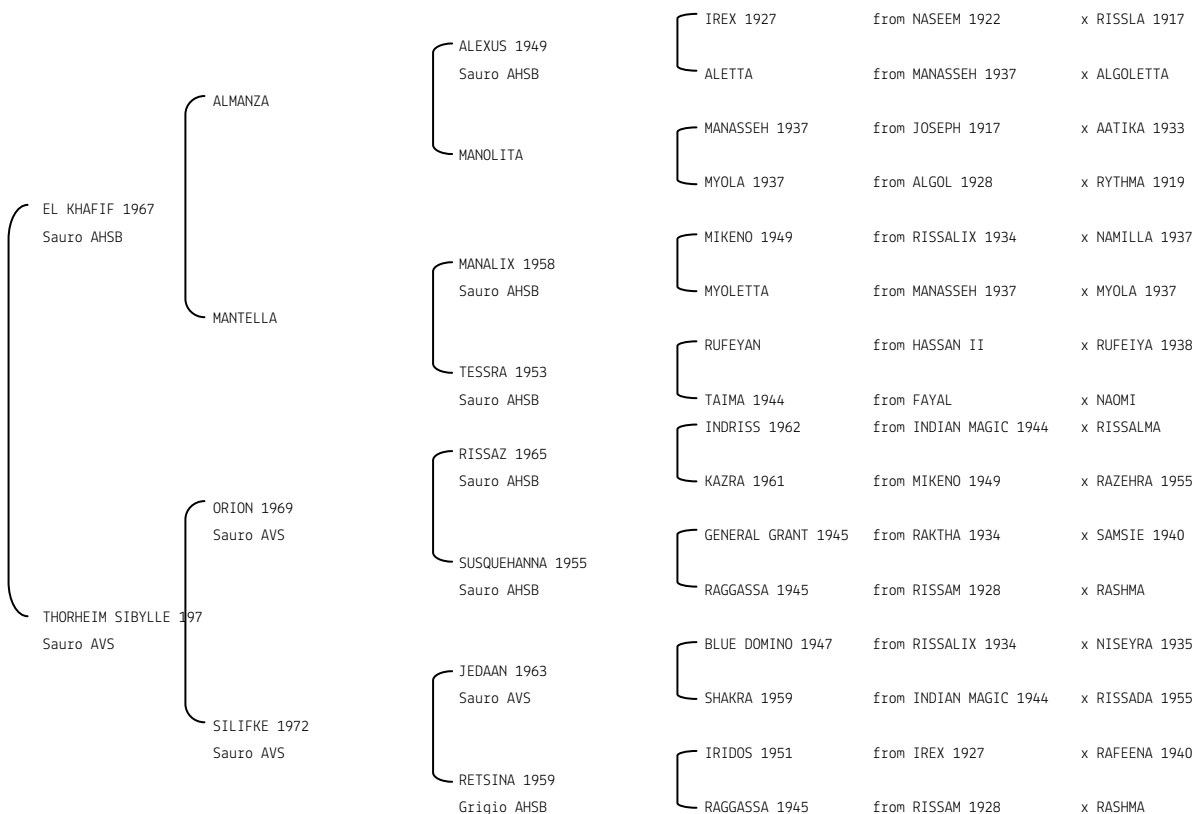 IREX 1927 from NASEEM 1922 x RISSLA 1917
ALEXUS 1949
Sauro AHSB
ALETTA from MANASSEH 1937 x ALGOLETTA
ALMANZA
MANASSEH 1937 from JOSEPH 1917 x AATIKA 1933
MANOLITA
MYOLA 1937 from ALGOL 1928 x RYTHMA 1919
EL KHAFIF 1967
Sauro AHSB
MIKENO 1949 from RISSALIX 1934 x NAMILLA 1937
MANALIX 1958
Sauro AHSB
MYOLETTA from MANASSEH 1937 x MYOLA 1937
MANTELLA
RUFEYAN from HASSAN II x RUFEIYA 1938
TESSRA 1953
Sauro AHSB
TAIMA 1944 from FAYAL x NAOMI
INDRISS 1962 from INDIAN MAGIC 1944 x RISSALMA
RISSAZ 1965
Sauro AHSB
KAZRA 1961 from MIKENO 1949 x RAZEHRA 1955
ORION 1969
Sauro AVS
GENERAL GRANT 1945 from RAKTHA 1934 x SAMSIE 1940
SUSQUEHANNA 1955
Sauro AHSB
RAGGASSA 1945 from RISSAM 1928 x RASHMA
THORHEIM SIBYLLE 197
Sauro AVS
BLUE DOMINO 1947 from RISSALIX 1934 x NISEYRA 1935
JEDAAN 1963
Sauro AVS
SHAKRA 1959 from INDIAN MAGIC 1944 x RISSADA 1955
SILIFKE 1972
Sauro AVS
IRIDOS 1951 from IREX 1927 x RAFEENA 1940
RETSINA 1959
Grigio AHSB
RAGGASSA 1945 from RISSAM 1928 x RASHMA